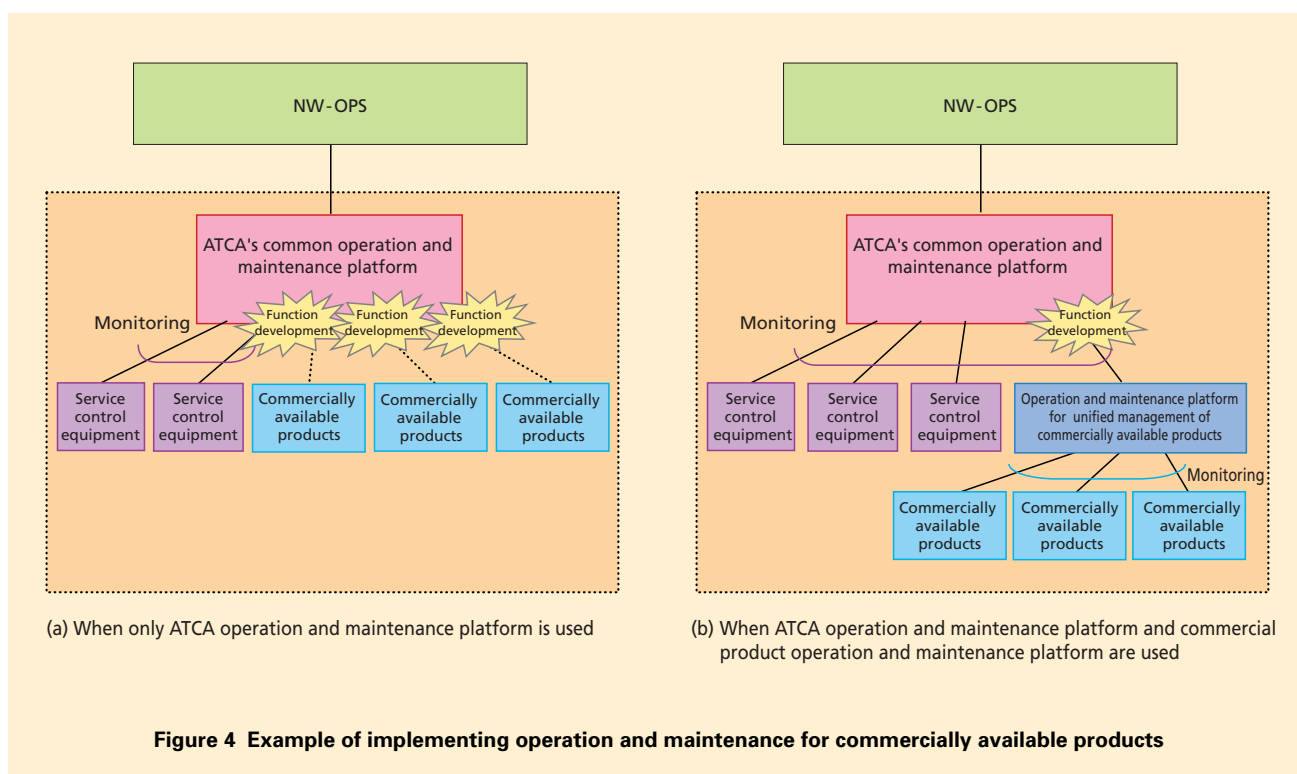 NW-OPS
ATCA's common operation and
maintenance platform
Monitoring
Function
development
Function
development
Function
development
Service
control
equipment
Service
control
equipment
Commercially
available
products
Commercially
available
products
Commercially
available
products
(a) When only ATCA operation and maintenance platform is used
NW-OPS
ATCA's common operation and
maintenance platform
Monitoring
Function
development
Service
control
equipment
Service
control
equipment
Service
control
equipment
Operation and maintenance platform
for unified management of
commercially available products
Monitoring
Commercially
available
products
Commercially
available
products
Commercially
available
products
(b) When ATCA operation and maintenance platform and commercial
product operation and maintenance platform are used
Figure 4 Example of implementing operation and maintenance for commercially available products